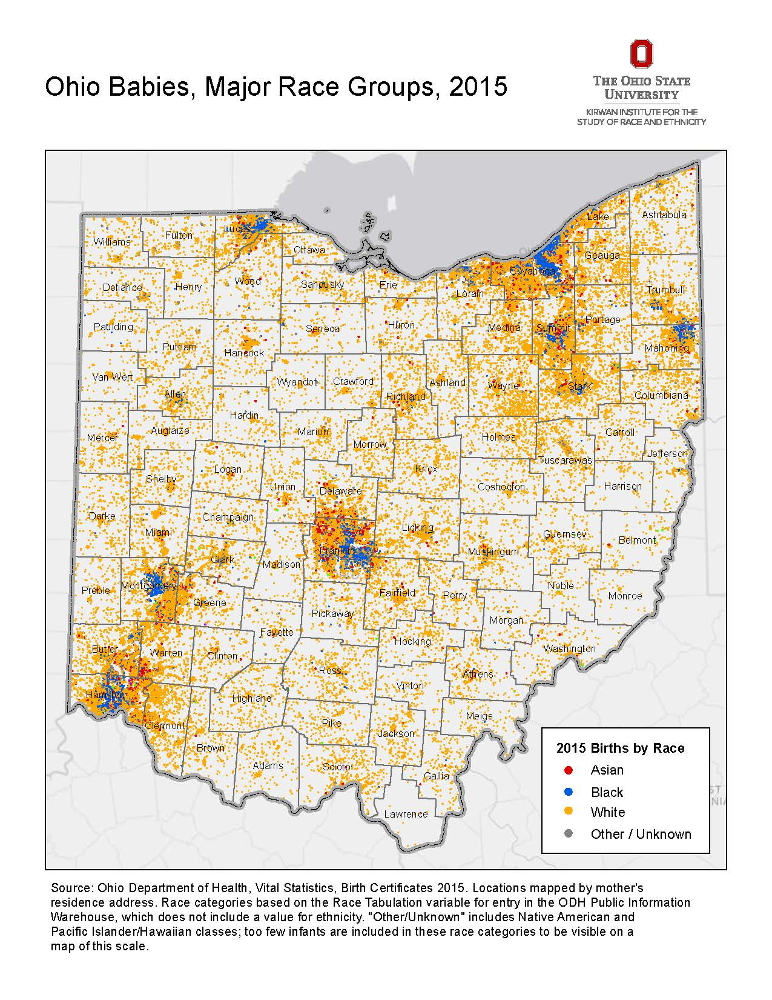 Ohio Babies, Major Race Groups, 2015
THE OHIO STATE
UNIVERSITY
KIRWAN INSTITUTE FOR THE
STUDY OF RACE AND ETHNICITY
Lake
Ashtabula
Lucas
Fulton
Williams
Ottawa
Geauga
Cuyahoga
Wood
Sandusky
Erie
Defiance
Henry
Lorain
Trumbull
Portage
Paulding
Seneca
Huron
Medina
Summit
Putnam
Hancock
Mahoning
Van Wert
Wyandot
Crawford
Ashland
Wayne
Stark
Allen
Richland
Columbiana
Hardin
Mercer
Auglaize
Marion
Morrow
Holmes
Carroll
Jefferson
Tuscarawas
Logan
Knox
Shelby
Union
Delaware
Coshocton
Harrison
Darke
Champaign
Miami
Licking
Guernsey
Belmont
Franklin
Muskingum
Clark
Madison
Preble
Montgomery
Fairfield
Perry
Noble
Monroe
Greene
Pickaway
Morgan
Fayette
Hocking
Butler
Warren
Clinton
Washington
Ross
Athens
Vinton
Hamilton
Highland
Meigs
Clermont
Pike
Jackson
Brown
Adams
Scioto
Gallia
Lawrence
2015 Births by Race
Asian
Black
White
Other / Unknown
Source: Ohio Department of Health, Vital Statistics, Birth Certificates 2015. Locations mapped by mother's
residence address. Race categories based on the Race Tabulation variable for entry in the ODH Public Information
Warehouse, which does not include a value for ethnicity. "Other/Unknown" includes Native American and
Pacific Islander/Hawaiian classes; too few infants are included in these race categories to be visible on a
map of this scale.